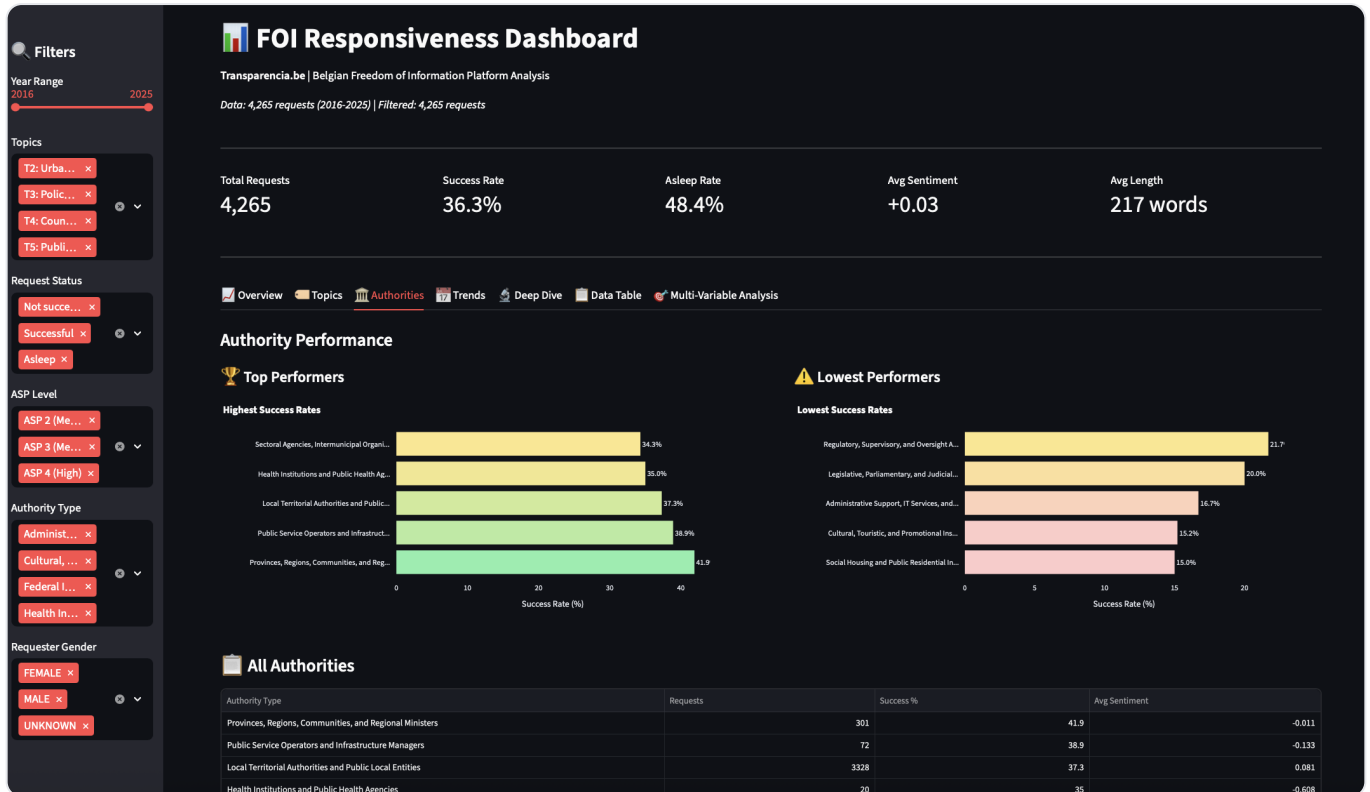 Filters
Year Range
2016 2025
Topics
T2: Urba... ×
T3: Polic... ×
T4: Coun... ×
T5: Publi... ×
Request Status
Not succe... ×
Successful ×
Asleep ×
ASP Level
ASP 2 (Me... ×
ASP 3 (Me... ×
ASP 4 (High) ×
Authority Type
Administ... ×
Cultural, ... ×
Federal I... ×
Health In... ×
Requester Gender
FEMALE ×
MALE ×
UNKNOWN ×
FOI Responsiveness Dashboard
Transparencia.be | Belgian Freedom of Information Platform Analysis
Data: 4,265 requests (2016-2025) | Filtered: 4,265 requests
Total Requests Success Rate Asleep Rate Avg Sentiment Avg Length
4,265 36.3% 48.4% +0.03 217 words
Overview Topics Authorities Trends Deep Dive Data Table Multi-Variable Analysis
Authority Performance
Top Performers
Highest Success Rates
Sectoral Agencies, Intermunicipal Organi... 34.3%
Health Institutions and Public Health Ag... 35.0%
Local Territorial Authorities and Public... 37.3%
Public Service Operators and Infrastruct... 38.9%
Provinces, Regions, Communities, and Reg... 41.9
0 10 20 30 40
Success Rate (%)
Lowest Performers
Lowest Success Rates
Regulatory, Supervisory, and Oversight A... 21.7
Legislative, Parliamentary, and Judicial... 20.0%
Administrative Support, IT Services, and... 16.7%
Cultural, Touristic, and Promotional Ins... 15.2%
Social Housing and Public Residential In... 15.0%
0 5 10 15 20
Success Rate (%)
All Authorities
Authority Type Requests Success % Avg Sentiment
Provinces, Regions, Communities, and Regional Ministers 301 41.9 -0.011
Public Service Operators and Infrastructure Managers 72 38.9 -0.133
Local Territorial Authorities and Public Local Entities 3328 37.3 0.081
Health Institutions and Public Health Agencies 20 35 -0.608